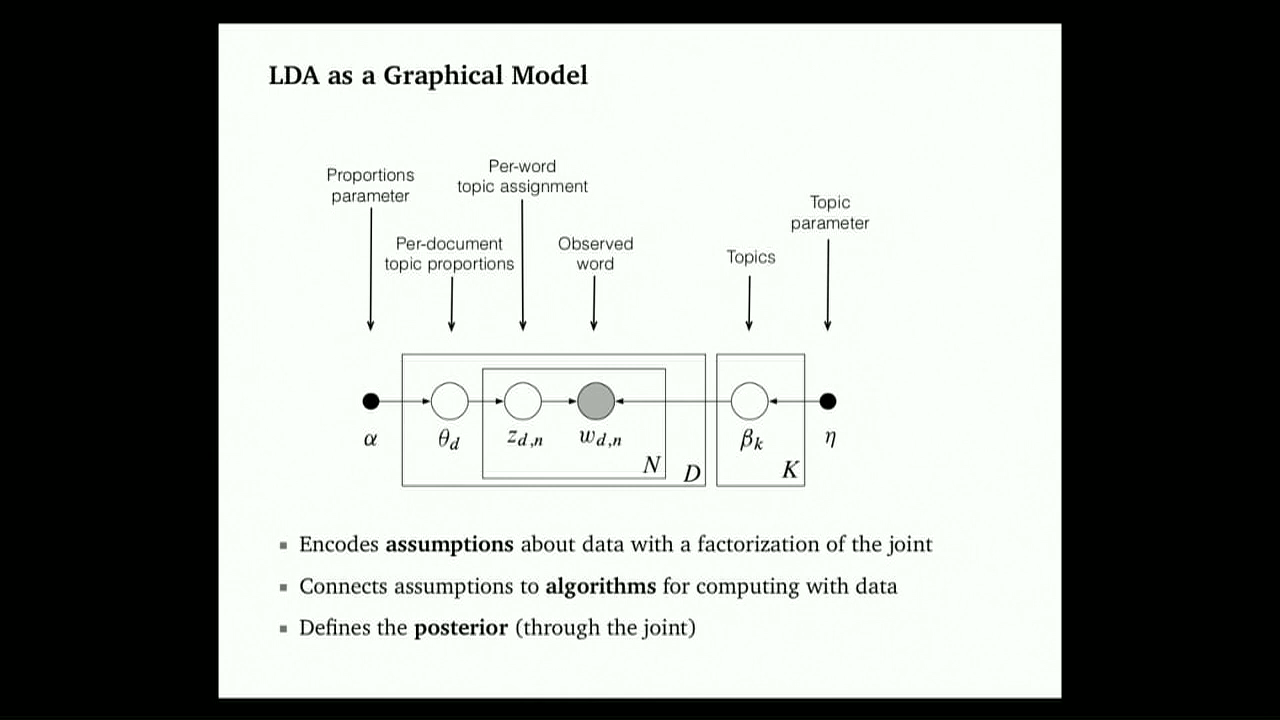 LDA as a Graphical Model
Proportions
parameter
Per-word
topic assignment
Per-document
topic proportions
Observed
word
Topics
Topic
parameter
α
θd
zd,n
wd,n
N
D
βk
K
η
Encodes assumptions about data with a factorization of the joint
Connects assumptions to algorithms for computing with data
Defines the posterior (through the joint)